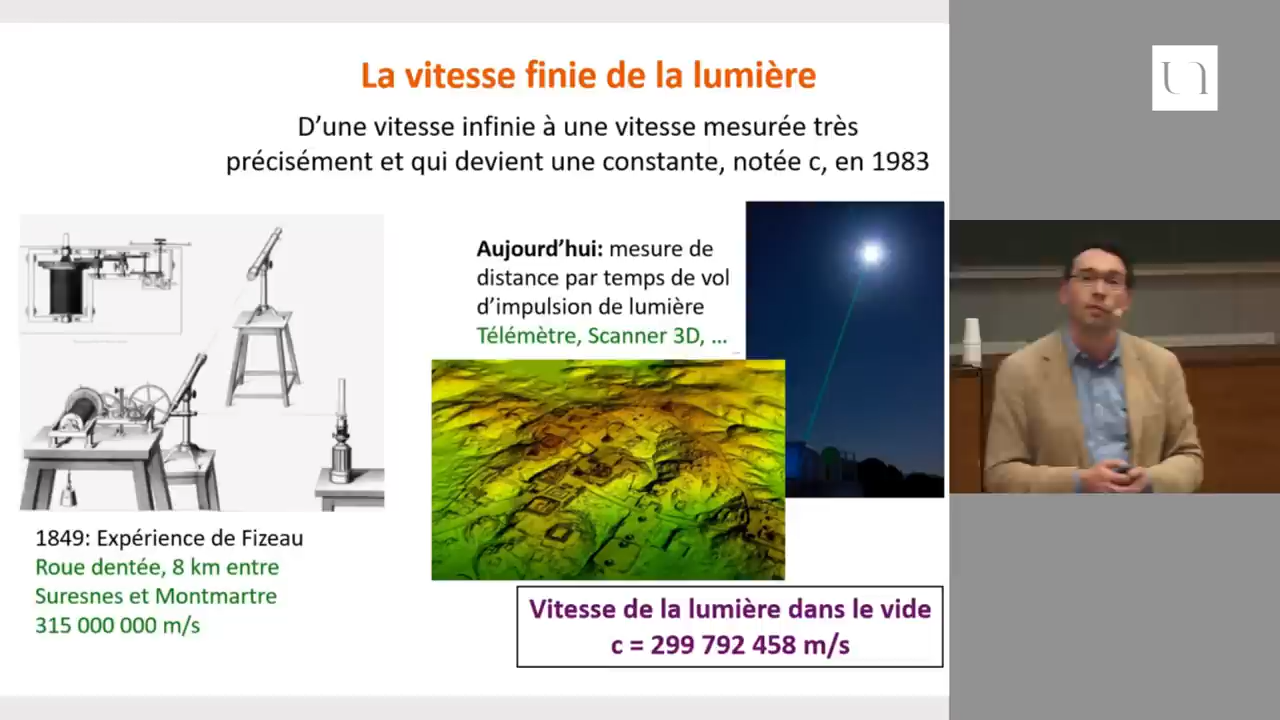 La vitesse finie de la lumière
D’une vitesse infinie à une vitesse mesurée très
précisément et qui devient une constante, notée c, en 1983
Aujourd’hui: mesure de
distance par temps de vol
d’impulsion de lumière
Télémètre, Scanner 3D, ...
1849: Expérience de Fizeau
Roue dentée, 8 km entre
Suresnes et Montmartre
315 000 000 m/s
Vitesse de la lumière dans le vide
c = 299 792 458 m/s